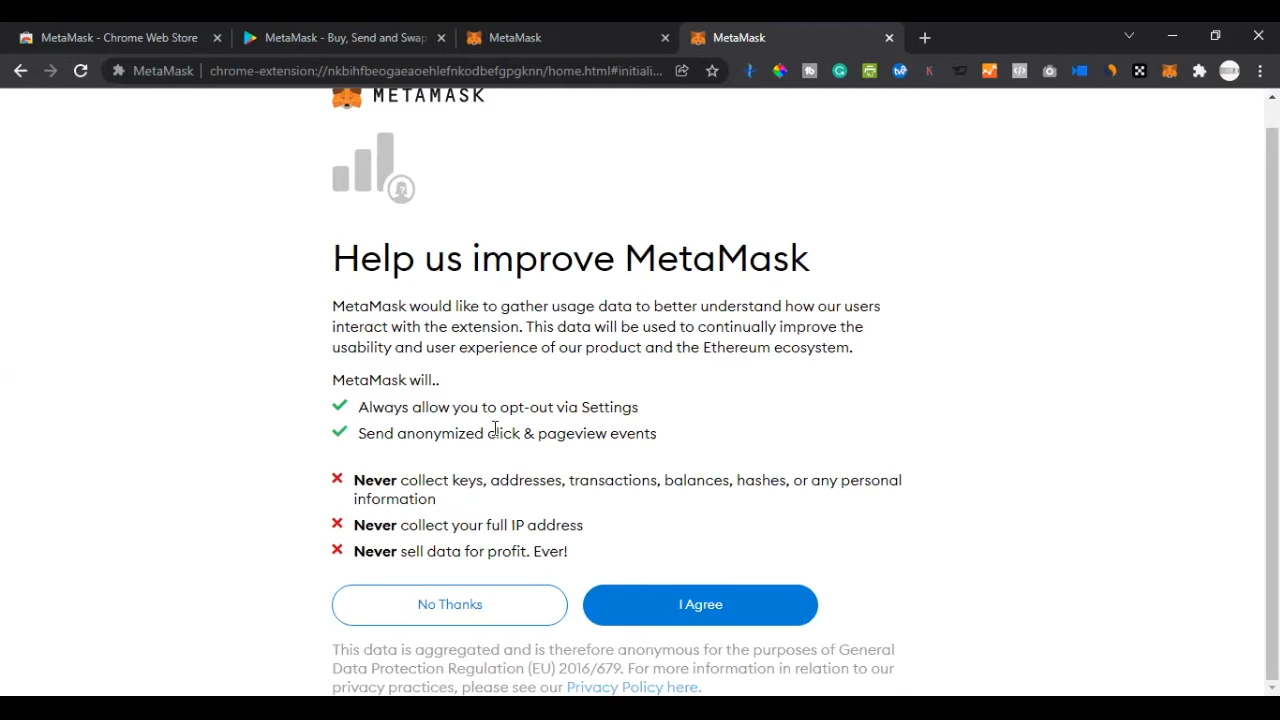 MetaMask - Chrome Web Store
MetaMask - Buy, Send and Swap
MetaMask
MetaMask
MetaMask
chrome-extension://nkbihfbeogaeaoehlefnkodbefgpgknn/home.html#initiali...
METAMASK
Help us improve MetaMask
MetaMask would like to gather usage data to better understand how our users
interact with the extension. This data will be used to continually improve the
usability and user experience of our product and the Ethereum ecosystem.
MetaMask will..
Always allow you to opt-out via Settings
Send anonymized click & pageview events
Never collect keys, addresses, transactions, balances, hashes, or any personal
information
Never collect your full IP address
Never sell data for profit. Ever!
No Thanks
I Agree
This data is aggregated and is therefore anonymous for the purposes of General
Data Protection Regulation (EU) 2016/679. For more information in relation to our
privacy practices, please see our Privacy Policy here.